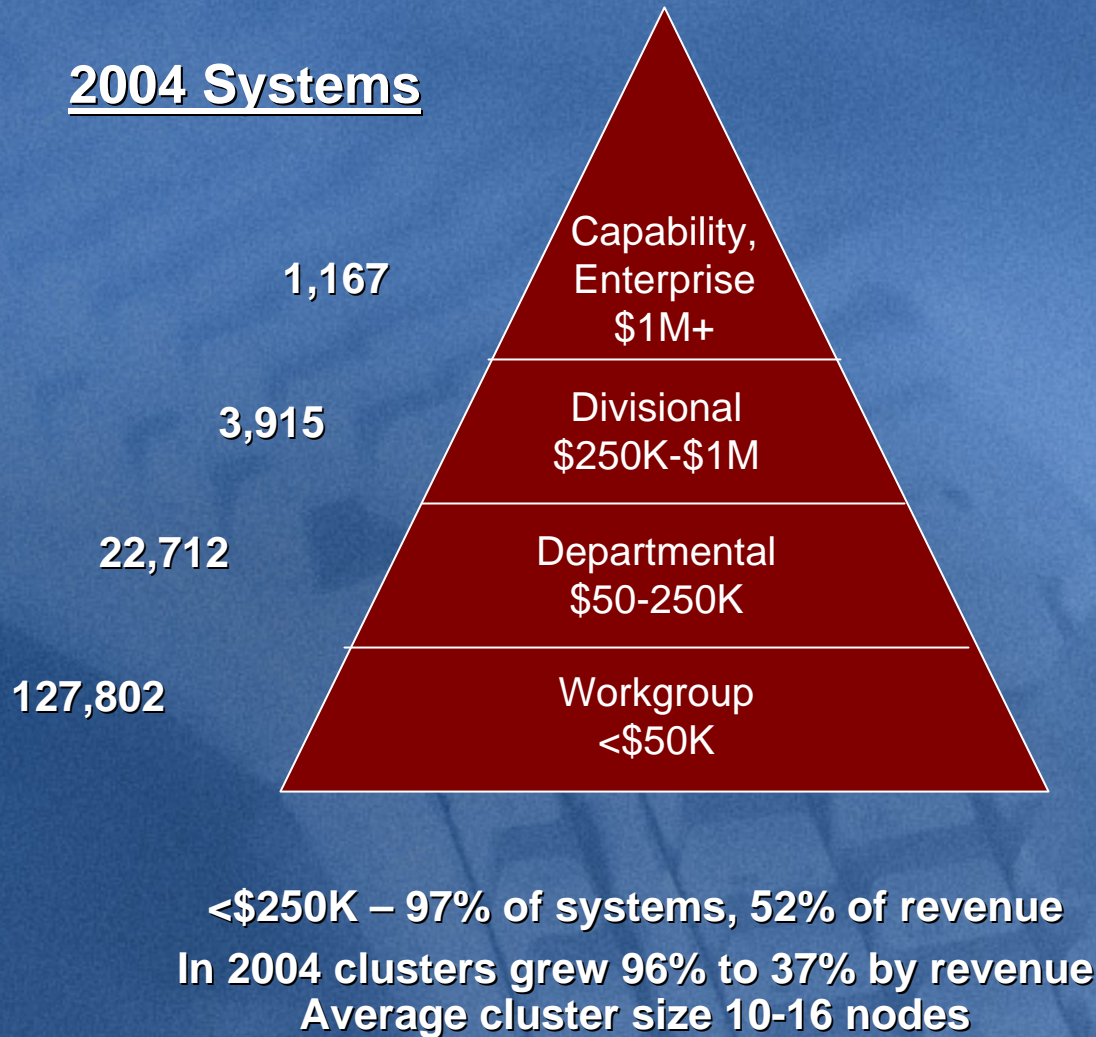 2004 Systems
Capability,
Enterprise
$1M+
1,167
Divisional
$250K-$1M
3,915
Departmental
$50-250K
22,712
Workgroup
<$50K
127,802
<$250K – 97% of systems, 52% of revenue
In 2004 clusters grew 96% to 37% by revenue
Average cluster size 10-16 nodes